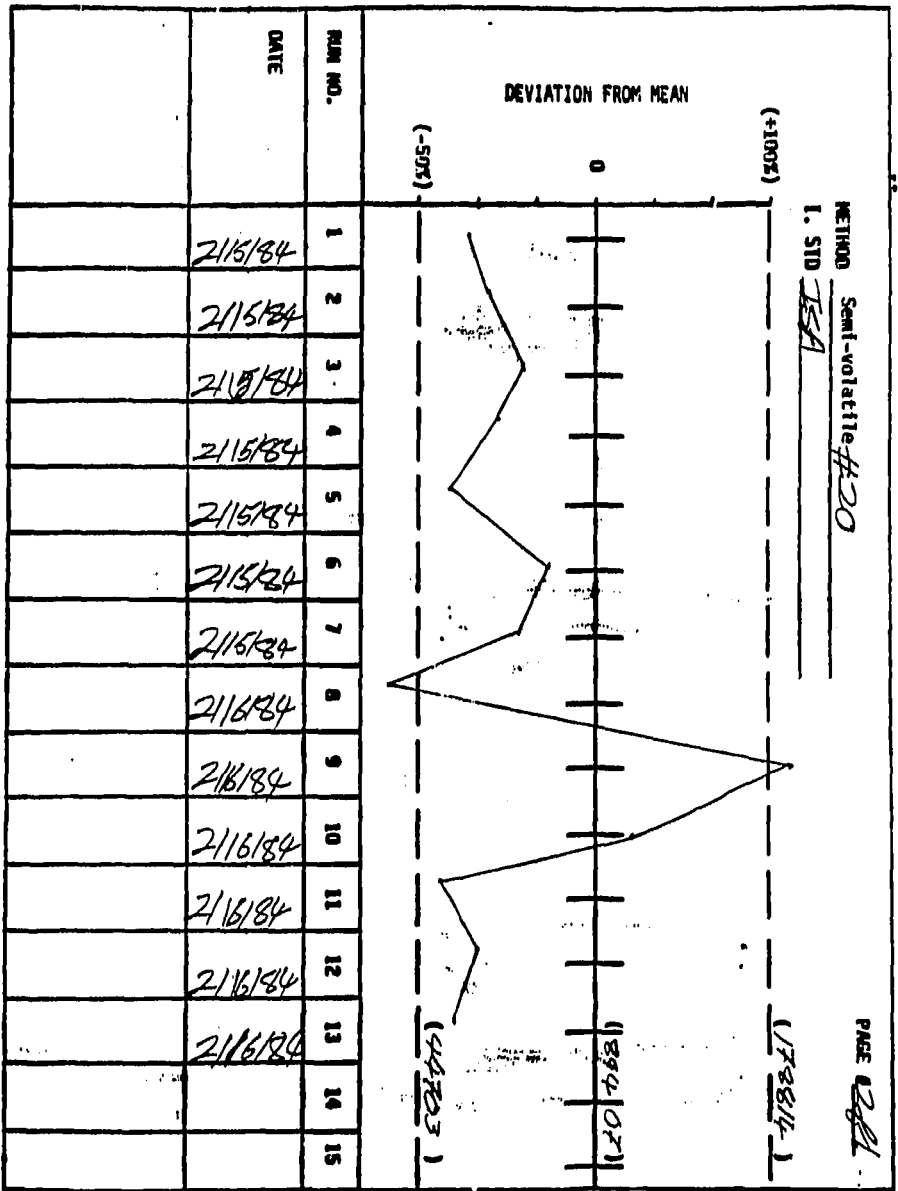 PAGE #
METHOD Semi-volatile #20
I. STD ISA
DEVIATION FROM MEAN
(+100%)
(178814)
0
(89407)
(-50%)
(44703)
RUN NO. 1 2 3 4 5 6 7 8 9 10 11 12 13 14 15
DATE 2/15/84 2/15/84 2/15/84 2/15/84 2/15/84 2/15/84 2/15/84 2/16/84 2/16/84 2/16/84 2/16/84 2/16/84 2/16/84